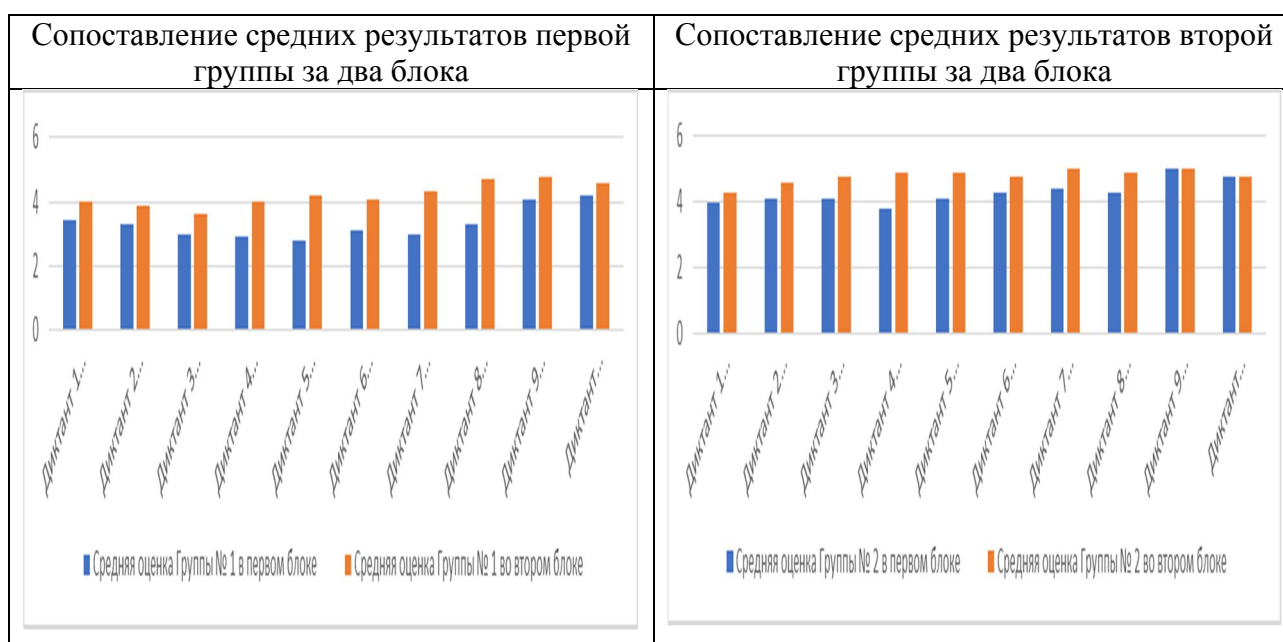 Сопоставление средних результатов первой
группы за два блока
6
4
2
0
Диктант 1...
Диктант 2...
Диктант 3...
Диктант 4...
Диктант 5...
Диктант 6...
Диктант 7...
Диктант 8...
Диктант 9...
Диктант...
Средняя оценка Группы № 1 в первом блоке
Средняя оценка Группы № 1 во втором блоке
Сопоставление средних результатов второй
группы за два блока
6
4
2
0
Диктант 1...
Диктант 2...
Диктант 3...
Диктант 4...
Диктант 5...
Диктант 6...
Диктант 7...
Диктант 8...
Диктант 9...
Диктант...
Средняя оценка Группы № 2 в первом блоке
Средняя оценка Группы № 2 во втором блоке